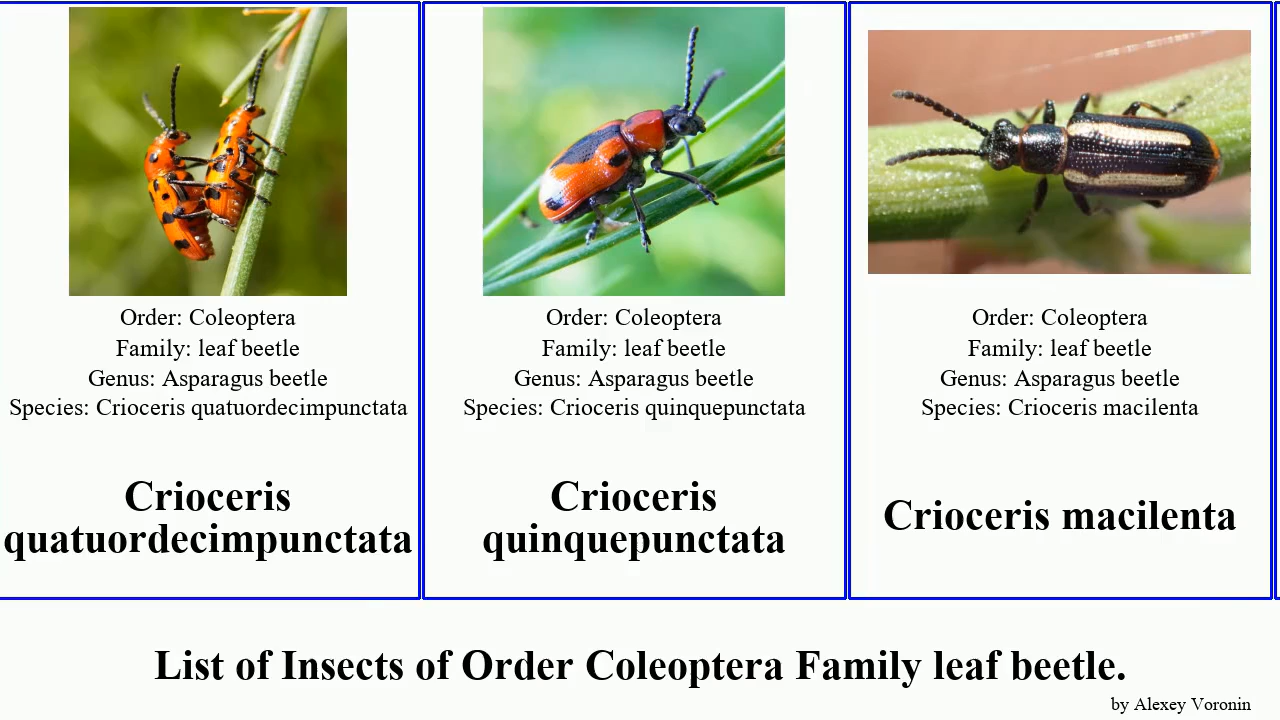 Order: Coleoptera
Family: leaf beetle
Genus: Asparagus beetle
Species: Crioceris quatuordecimpunctata
Crioceris
quatuordecimpunctata
Order: Coleoptera
Family: leaf beetle
Genus: Asparagus beetle
Species: Crioceris quinquepunctata
Crioceris
quinquepunctata
Order: Coleoptera
Family: leaf beetle
Genus: Asparagus beetle
Species: Crioceris macilenta
Crioceris macilenta
List of Insects of Order Coleoptera Family leaf beetle.
by Alexey Voronin